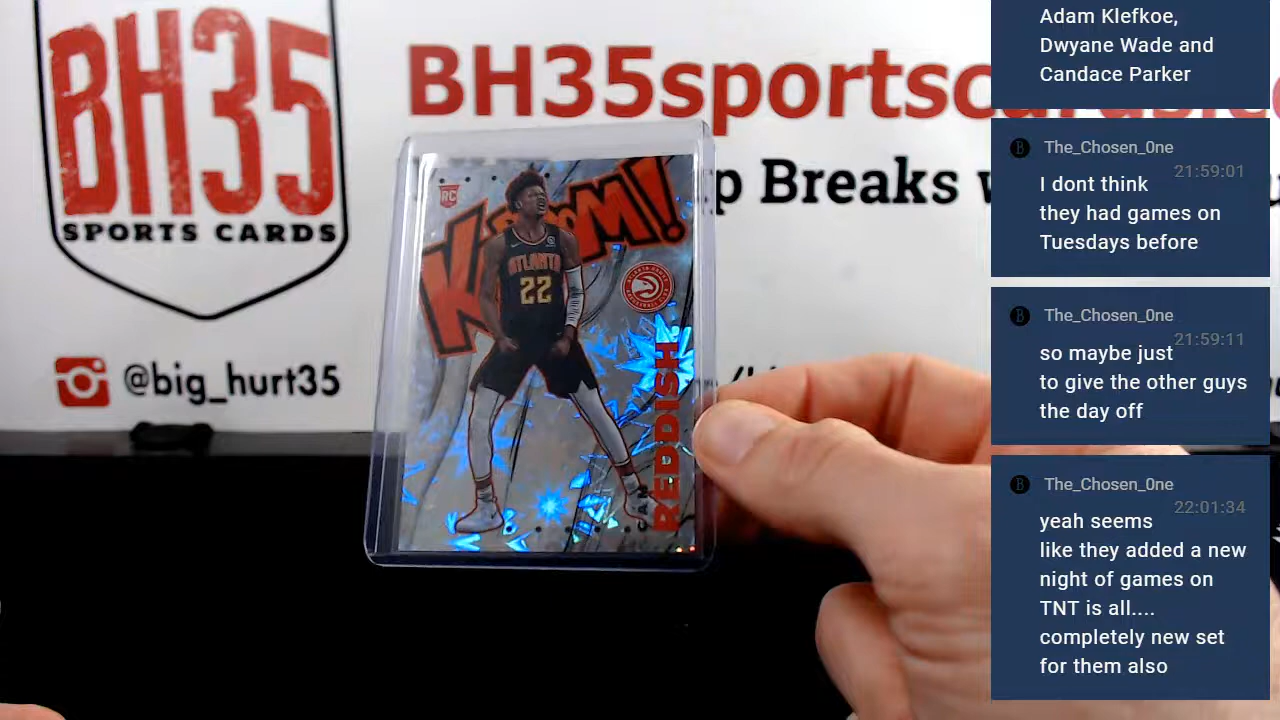 BH35
SPORTS CARDS
@big_hurt35
BH35sportsc
p Breaks
RC
K OM!
ATLANTA
22
CAM
REDDISH
Adam Klefkoe,
Dwyane Wade and
Candace Parker
The_Chosen_0ne
21:59:01
I dont think
they had games on
Tuesdays before
The_Chosen_0ne
21:59:11
so maybe just
to give the other guys
the day off
The_Chosen_0ne
22:01:34
yeah seems
like they added a new
night of games on
TNT is all....
completely new set
for them also